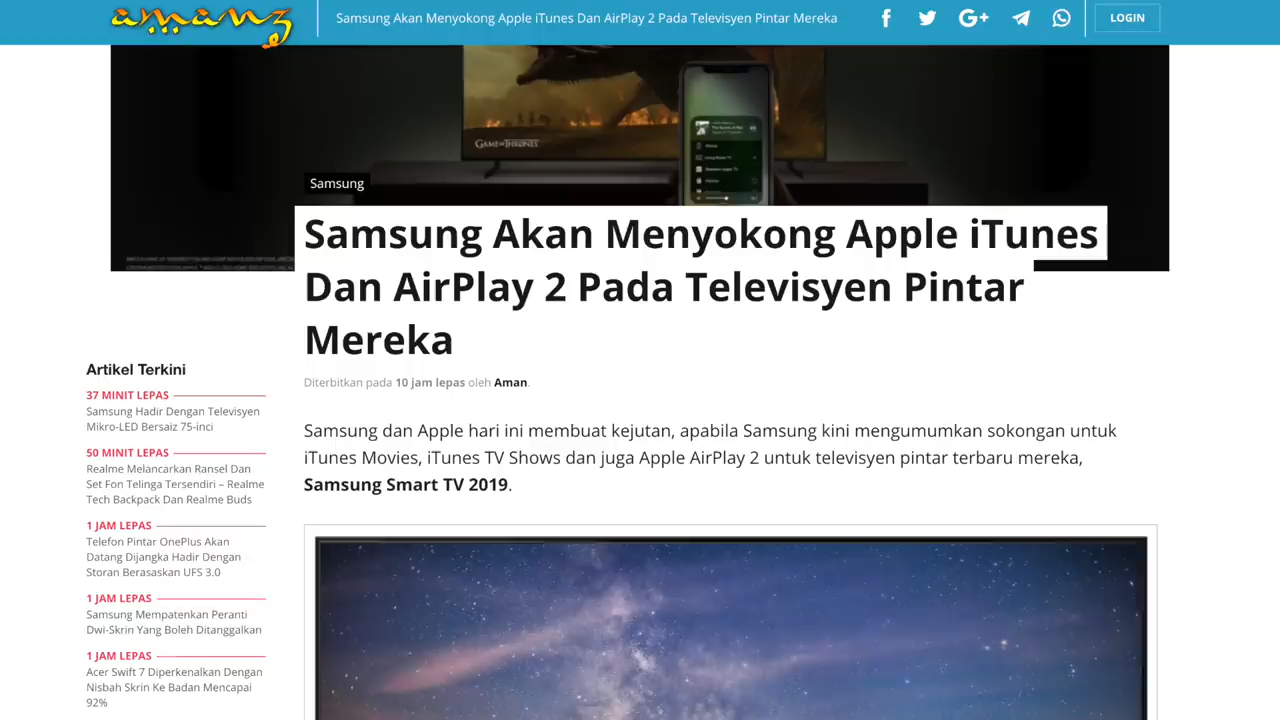 amanz
Samsung Akan Menyokong Apple iTunes Dan AirPlay 2 Pada Televisyen Pintar Mereka
LOGIN
GAME OF THRONES
Samsung
Samsung Akan Menyokong Apple iTunes
Dan AirPlay 2 Pada Televisyen Pintar
Mereka
Diterbitkan pada 10 jam lepas oleh Aman.
Artikel Terkini
37 MINIT LEPAS
Samsung Hadir Dengan Televisyen
Mikro-LED Bersaiz 75-inci
50 MINIT LEPAS
Realme Melancarkan Ransel Dan
Set Fon Telinga Tersendiri – Realme
Tech Backpack Dan Realme Buds
1 JAM LEPAS
Telefon Pintar OnePlus Akan
Datang Dijangka Hadir Dengan
Storan Berasaskan UFS 3.0
1 JAM LEPAS
Samsung Mempatenkan Peranti
Dwi-Skrin Yang Boleh Ditanggalkan
1 JAM LEPAS
Acer Swift 7 Diperkenalkan Dengan
Nisbah Skrin Ke Badan Mencapai
92%
Samsung dan Apple hari ini membuat kejutan, apabila Samsung kini mengumumkan sokongan untuk
iTunes Movies, iTunes TV Shows dan juga Apple AirPlay 2 untuk televisyen pintar terbaru mereka,
Samsung Smart TV 2019.